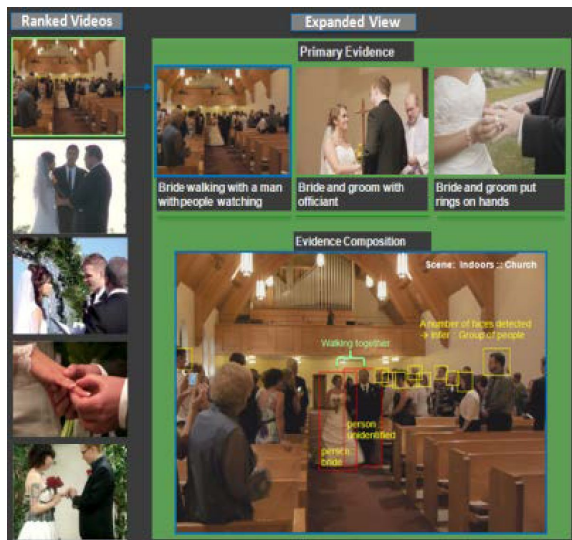 Ranked Videos
Expanded View
Primary Evidence
Bride walking with a man
with people watching
Bride and groom with
officiant
Bride and groom put
rings on hands
Evidence Composition
Scene: Indoors :: Church
A number of faces detected
→ infer : Group of people
Walking together
person
unidentified
person
bride